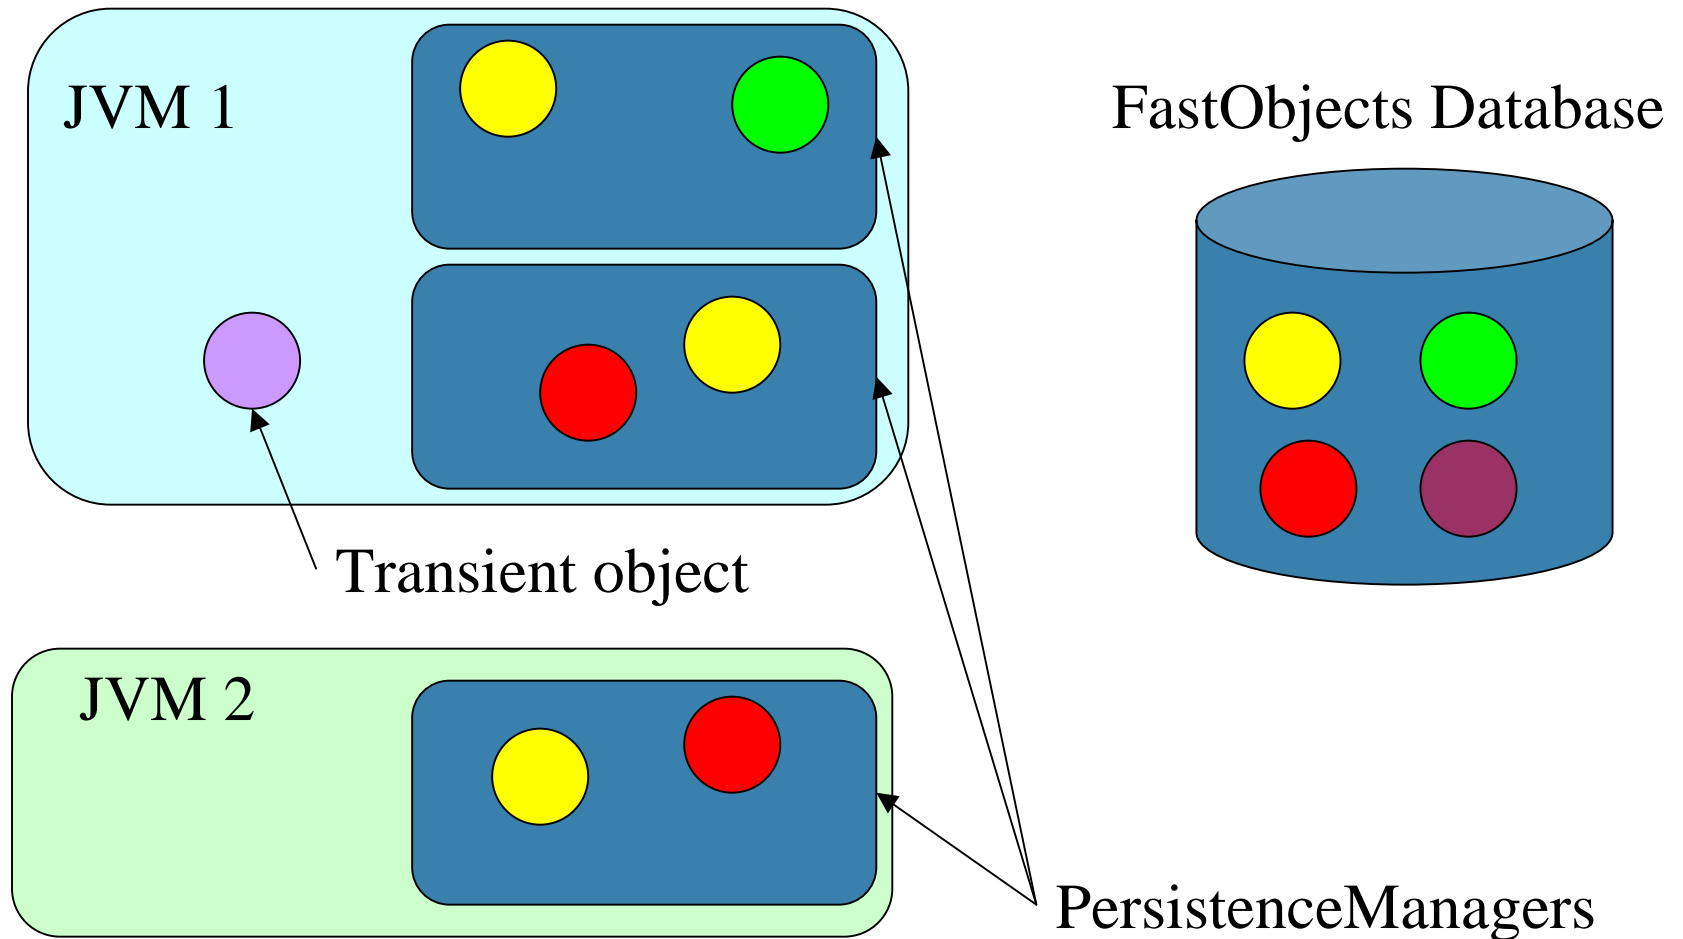 JVM 1
FastObjects Database
Transient object
JVM 2
PersistenceManagers